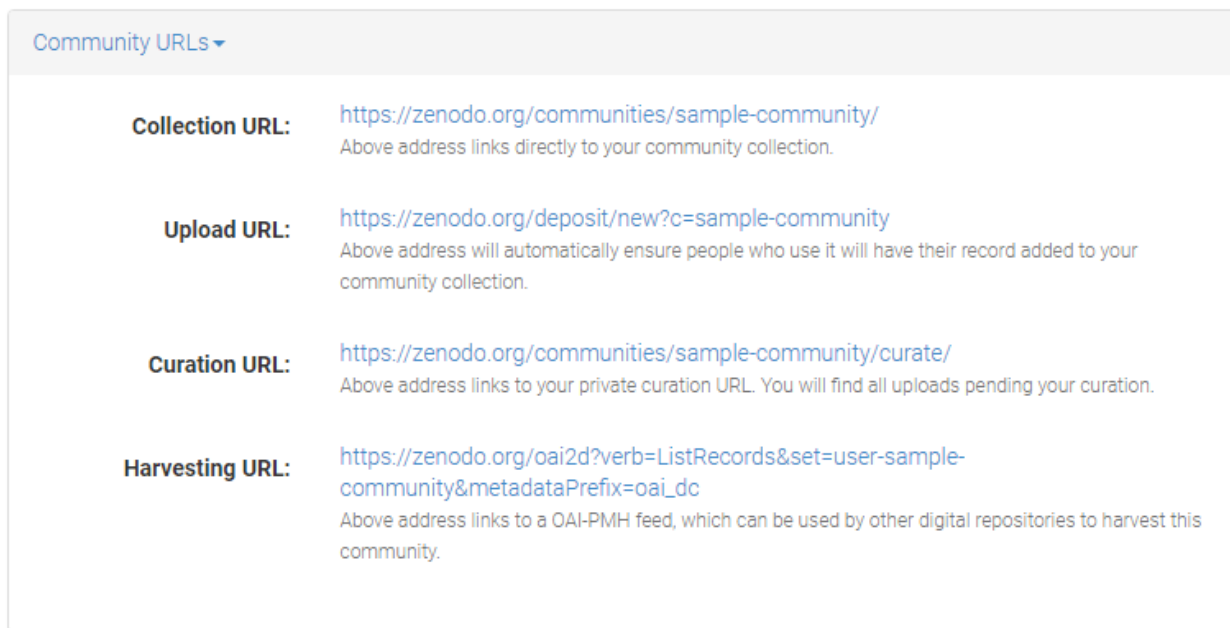 Community URLs
Collection URL:
https://zenodo.org/communities/sample-community/
Above address links directly to your community collection.
Upload URL:
https://zenodo.org/deposit/new?c=sample-community
Above address will automatically ensure people who use it will have their record added to your
community collection.
Curation URL:
https://zenodo.org/communities/sample-community/curate/
Above address links to your private curation URL. You will find all uploads pending your curation.
Harvesting URL:
https://zenodo.org/oai2d?verb=ListRecords&set=user-sample-
community&metadataPrefix=oai_dc
Above address links to a OAI-PMH feed, which can be used by other digital repositories to harvest this
community.